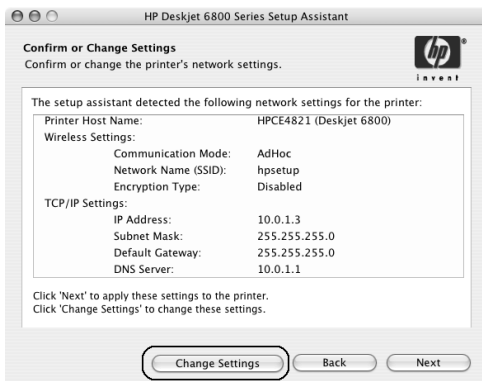 HP Deskjet 6800 Series Setup Assistant
Confirm or Change Settings
Confirm or change the printer's network settings.
hp
®
invent
The setup assistant detected the following network settings for the printer:
Printer Host Name: HPCE4821 (Deskjet 6800)
Wireless Settings:
Communication Mode: AdHoc
Network Name (SSID): hpsetup
Encryption Type: Disabled
TCP/IP Settings:
IP Address: 10.0.1.3
Subnet Mask: 255.255.255.0
Default Gateway: 255.255.255.0
DNS Server: 10.0.1.1
Click 'Next' to apply these settings to the printer.
Click 'Change Settings' to change these settings.
Change Settings Back Next